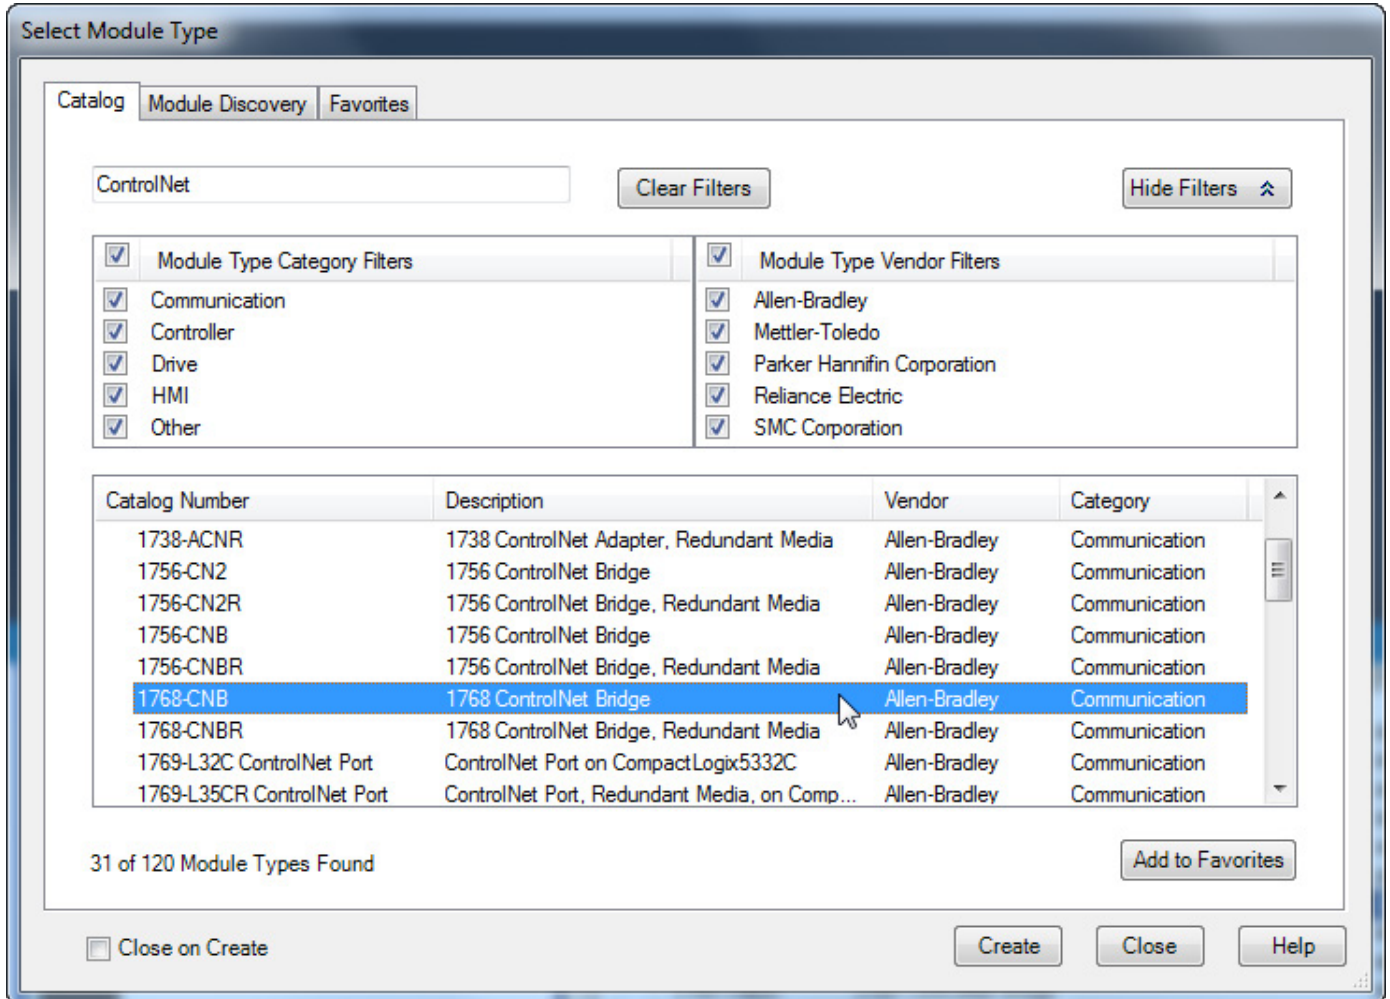 Select Module Type
Catalog Module Discovery Favorites
ControlNet Clear Filters Hide Filters
Module Type Category Filters Module Type Vendor Filters
Communication Allen-Bradley
Controller Mettler-Toledo
Drive Parker Hannifin Corporation
HMI Reliance Electric
Other SMC Corporation
Catalog Number Description Vendor Category
1738-ACNR 1738 ControlNet Adapter, Redundant Media Allen-Bradley Communication
1756-CN2 1756 ControlNet Bridge Allen-Bradley Communication
1756-CN2R 1756 ControlNet Bridge, Redundant Media Allen-Bradley Communication
1756-CNB 1756 ControlNet Bridge Allen-Bradley Communication
1756-CNBR 1756 ControlNet Bridge, Redundant Media Allen-Bradley Communication
1768-CNB 1768 ControlNet Bridge Allen-Bradley Communication
1768-CNBR 1768 ControlNet Bridge, Redundant Media Allen-Bradley Communication
1769-L32C ControlNet Port ControlNet Port on CompactLogix5332C Allen-Bradley Communication
1769-L35CR ControlNet Port ControlNet Port, Redundant Media, on Comp... Allen-Bradley Communication
31 of 120 Module Types Found Add to Favorites
Close on Create Create Close Help